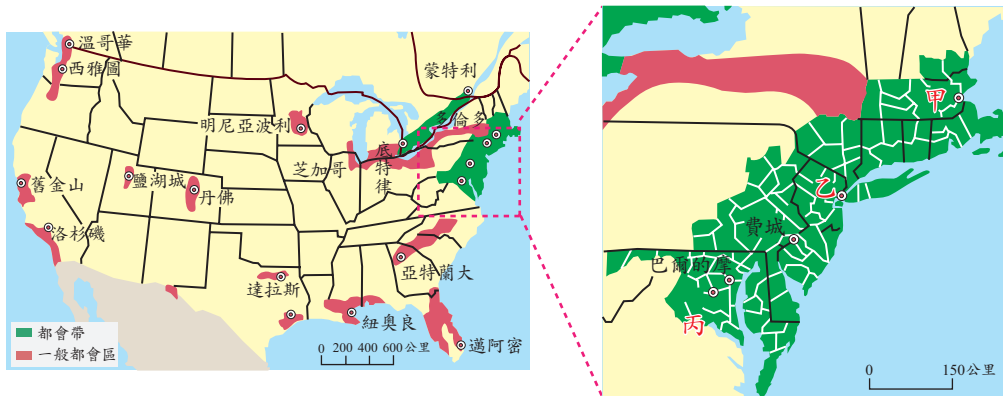 溫哥華
西雅圖
蒙特利
明尼亞波利
多倫多
底特律
芝加哥
舊金山
鹽湖城
丹佛
洛杉磯
亞特蘭大
達拉斯
紐奧良
邁阿密
都會帶
一般都會區
0 200 400 600公里
甲
乙
費城
巴爾的摩
丙
0 150公里